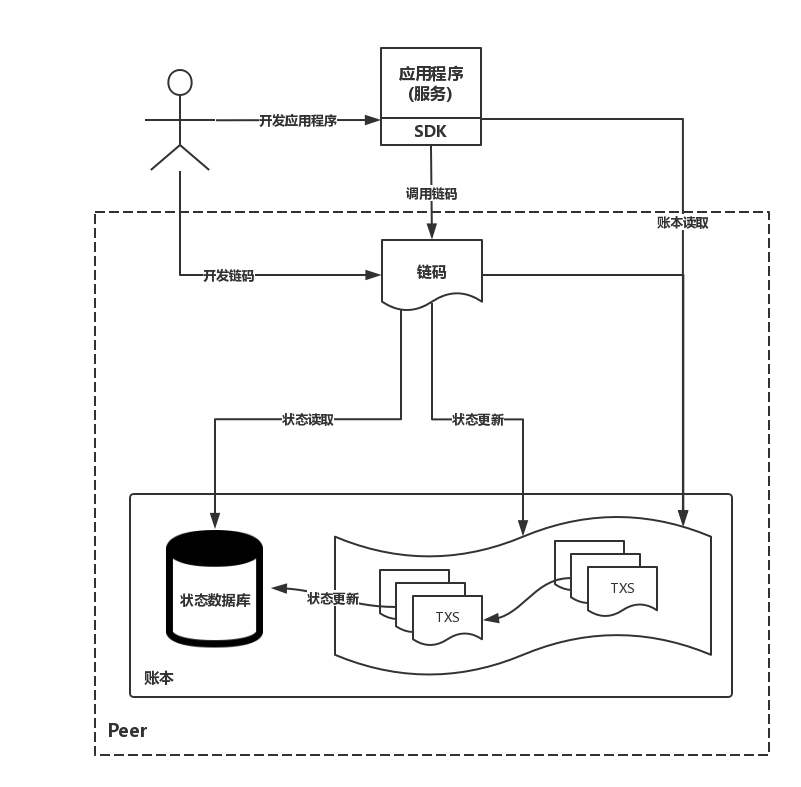 应用程序
(服务)
开发应用程序
SDK
调用链码
账本读取
链码
开发链码
状态读取
状态更新
状态数据库
状态更新
TXS
TXS
账本
Peer